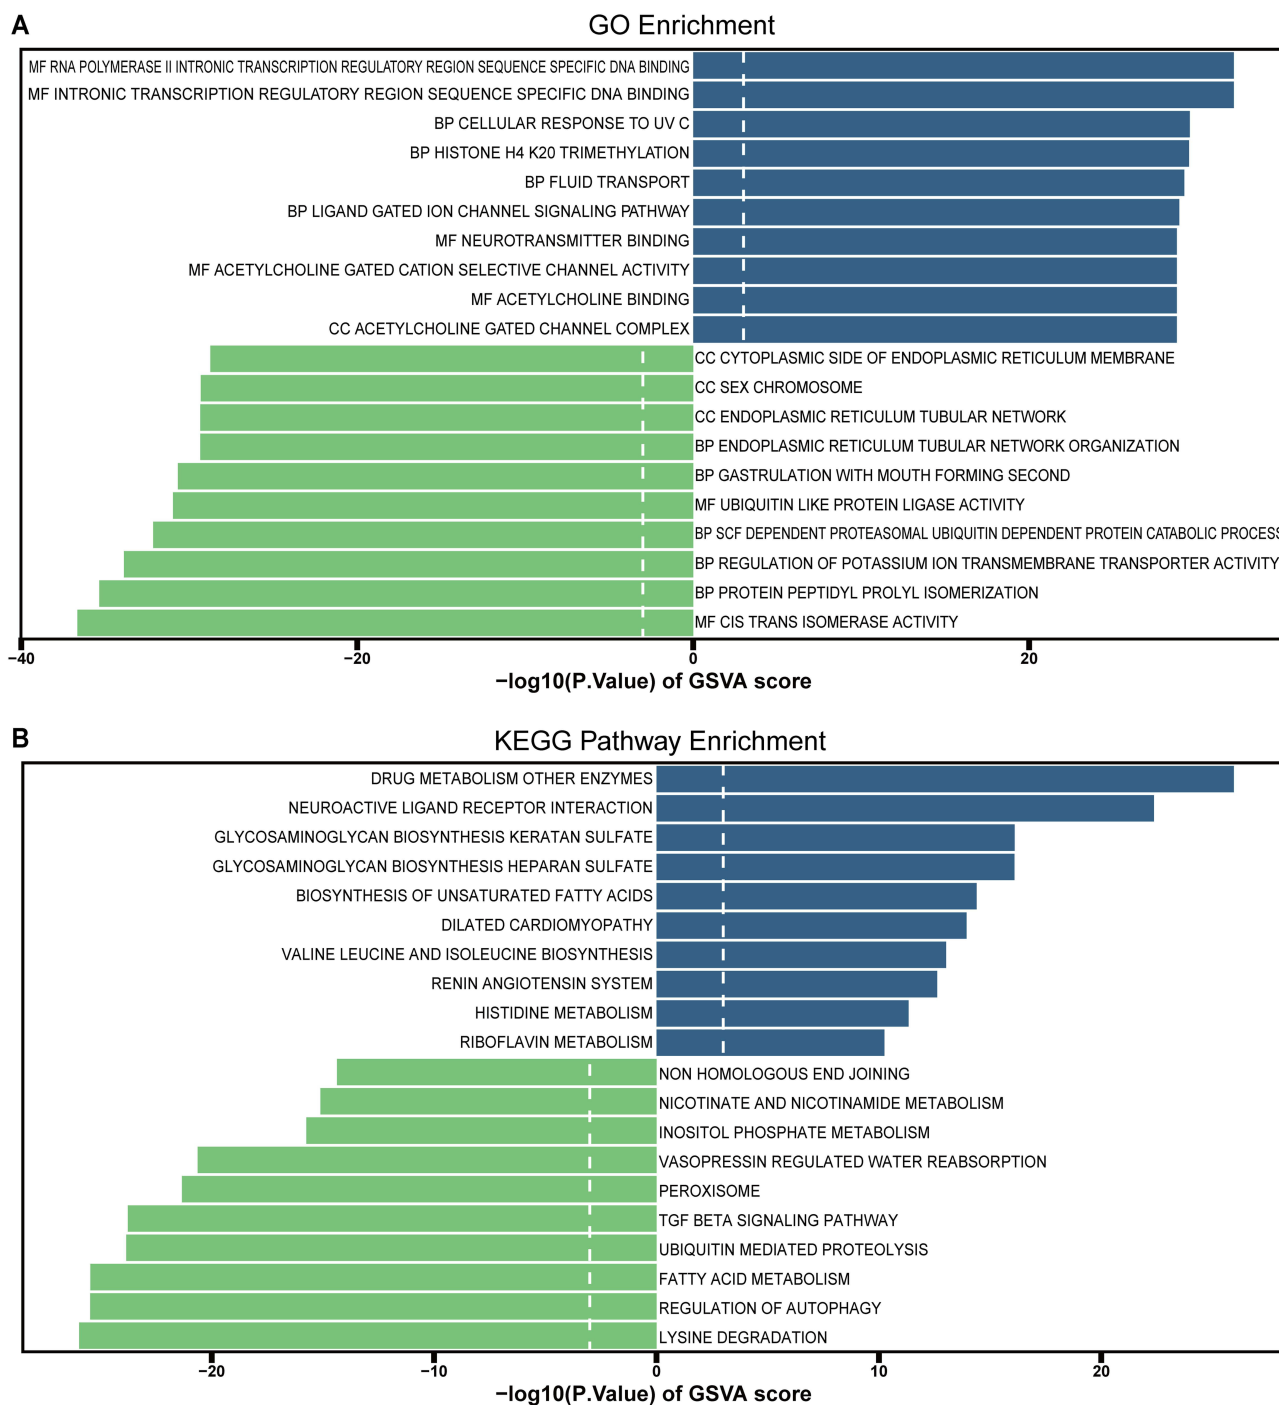 A
GO Enrichment
MF RNA POLYMERASE II INTRONIC TRANSCRIPTION REGULATORY REGION SEQUENCE SPECIFIC DNA BINDING
MF INTRONIC TRANSCRIPTION REGULATORY REGION SEQUENCE SPECIFIC DNA BINDING
BP CELLULAR RESPONSE TO UV C
BP HISTONE H4 K20 TRIMETHYLATION
BP FLUID TRANSPORT
BP LIGAND GATED ION CHANNEL SIGNALING PATHWAY
MF NEUROTRANSMITTER BINDING
MF ACETYLCHOLINE GATED CATION SELECTIVE CHANNEL ACTIVITY
MF ACETYLCHOLINE BINDING
CC ACETYLCHOLINE GATED CHANNEL COMPLEX
CC CYTOPLASMIC SIDE OF ENDOPLASMIC RETICULUM MEMBRANE
CC SEX CHROMOSOME
CC ENDOPLASMIC RETICULUM TUBULAR NETWORK
BP ENDOPLASMIC RETICULUM TUBULAR NETWORK ORGANIZATION
BP GASTRULATION WITH MOUTH FORMING SECOND
MF UBIQUITIN LIKE PROTEIN LIGASE ACTIVITY
BP SCF DEPENDENT PROTEASOMAL UBIQUITIN DEPENDENT PROTEIN CATABOLIC PROCESS
BP REGULATION OF POTASSIUM ION TRANSMEMBRANE TRANSPORTER ACTIVITY
BP PROTEIN PEPTIDYL PROLYL ISOMERIZATION
MF CIS TRANS ISOMERASE ACTIVITY
−40 −20 0 20
−log10(P.Value) of GSVA score
B
KEGG Pathway Enrichment
DRUG METABOLISM OTHER ENZYMES
NEUROACTIVE LIGAND RECEPTOR INTERACTION
GLYCOSAMINOGLYCAN BIOSYNTHESIS KERATAN SULFATE
GLYCOSAMINOGLYCAN BIOSYNTHESIS HEPARAN SULFATE
BIOSYNTHESIS OF UNSATURATED FATTY ACIDS
DILATED CARDIOMYOPATHY
VALINE LEUCINE AND ISOLEUCINE BIOSYNTHESIS
RENIN ANGIOTENSIN SYSTEM
HISTIDINE METABOLISM
RIBOFLAVIN METABOLISM
NON HOMOLOGOUS END JOINING
NICOTINATE AND NICOTINAMIDE METABOLISM
INOSITOL PHOSPHATE METABOLISM
VASOPRESSIN REGULATED WATER REABSORPTION
PEROXISOME
TGF BETA SIGNALING PATHWAY
UBIQUITIN MEDIATED PROTEOLYSIS
FATTY ACID METABOLISM
REGULATION OF AUTOPHAGY
LYSINE DEGRADATION
−20 −10 0 10 20
−log10(P.Value) of GSVA score